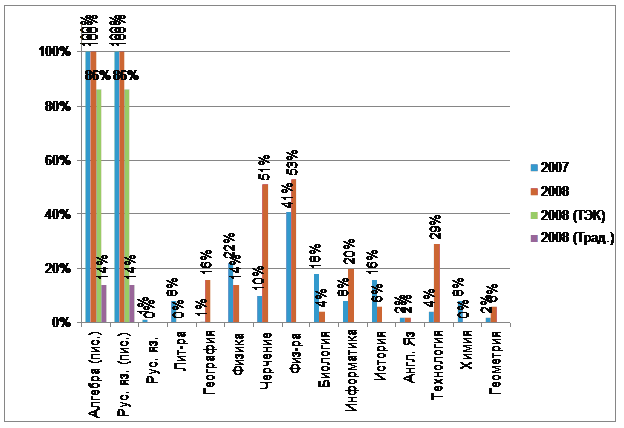 100%
100%
86%
14%
100%
100%
86%
14%
1%
0%
8%
0%
1%
16%
22%
14%
10%
51%
41%
53%
18%
4%
8%
20%
16%
6%
2%
2%
4%
29%
8%
0%
2%
6%
100%
80%
60%
40%
20%
0%
Алгебра (пис.)
Рус. яз. (пис.)
Рус. яз.
Лит-ра
География
Физика
Черчение
Физ-ра
Биология
Информатика
История
Англ. Яз
Технология
Химия
Геометрия
2007
2008
2008 (ТЭК)
2008 (Трад.)